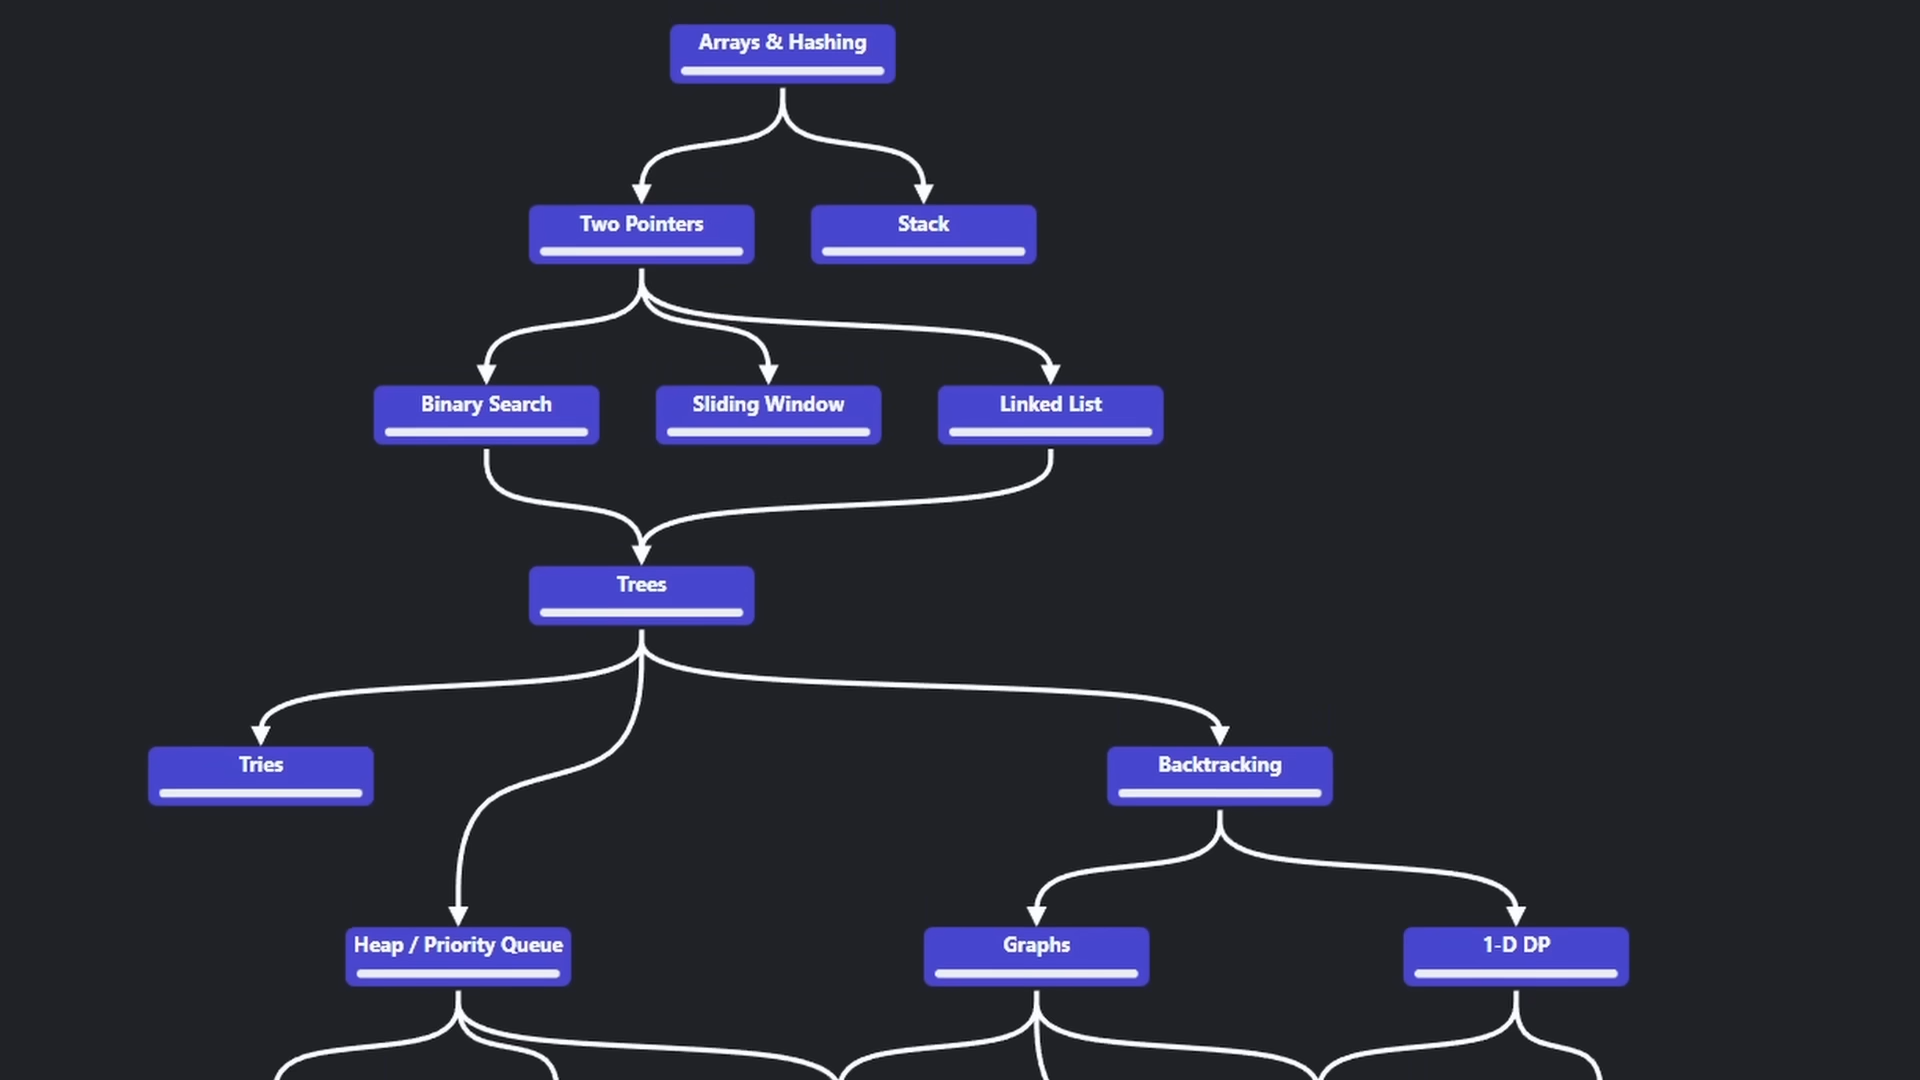 Arrays & Hashing
Two Pointers
Stack
Binary Search
Sliding Window
Linked List
Trees
Tries
Backtracking
Heap / Priority Queue
Graphs
1-D DP